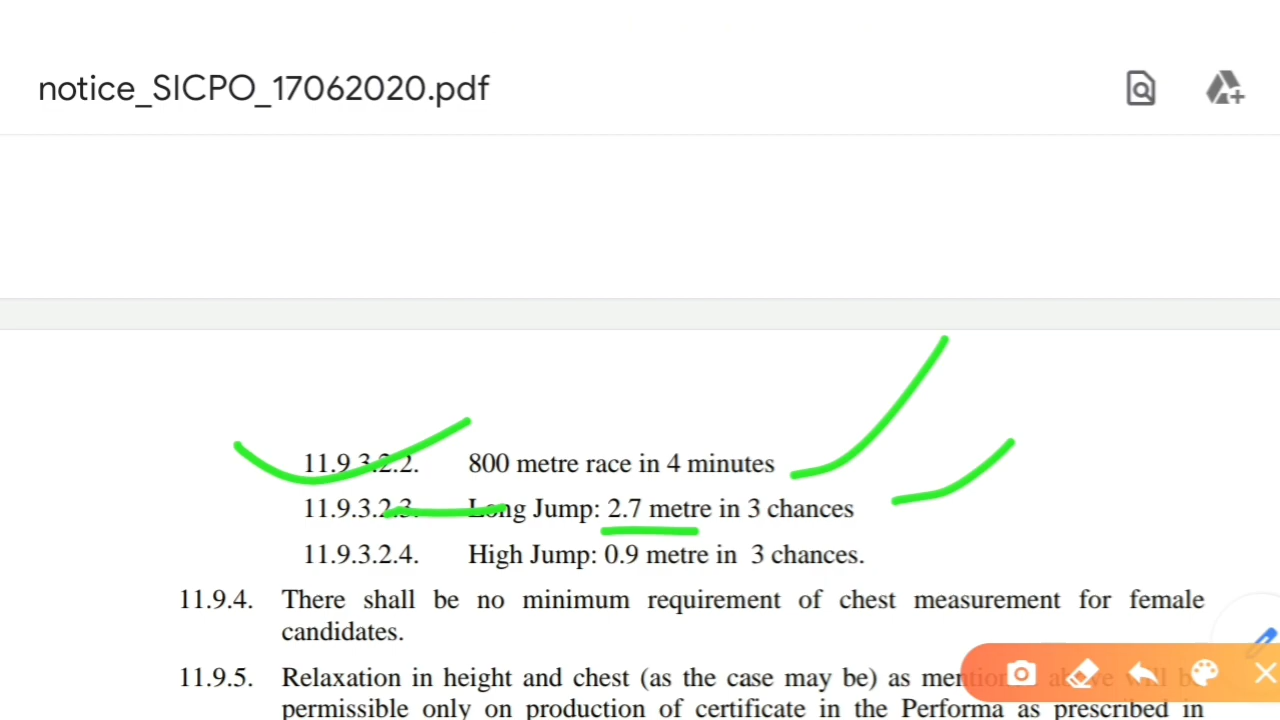 notice_SICPO_17062020.pdf
11.9.3.2.2. 800 metre race in 4 minutes
11.9.3.2.3. Long Jump: 2.7 metre in 3 chances
11.9.3.2.4. High Jump: 0.9 metre in 3 chances.
11.9.4. There shall be no minimum requirement of chest measurement for female
candidates.
11.9.5. Relaxation in height and chest (as the case may be) as mentioned above will be
permissible only on production of certificate in the Performa as prescribed in